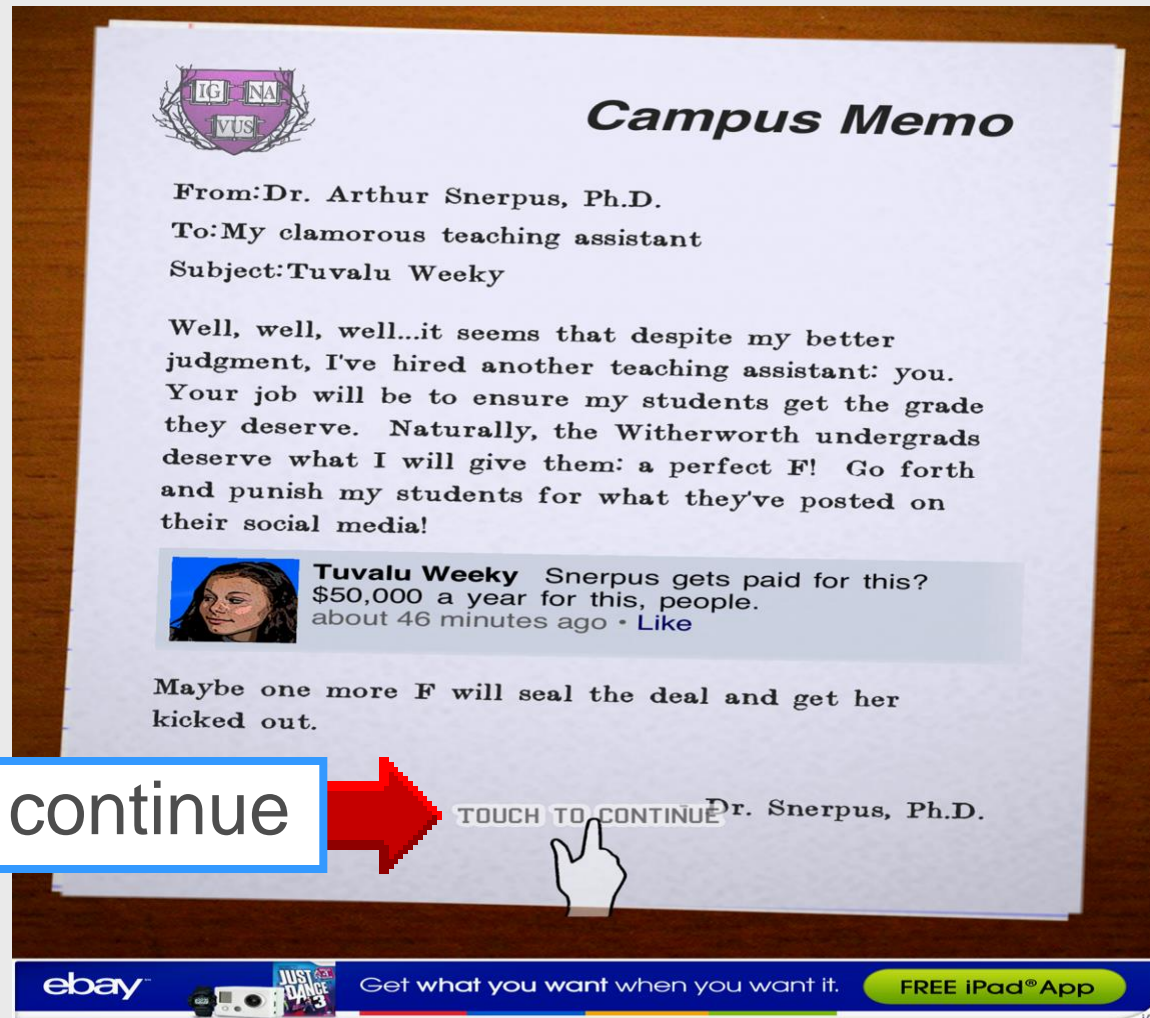 IG NA
VUS
Campus Memo
From:Dr. Arthur Snerpus, Ph.D.
To:My clamorous teaching assistant
Subject:Tuvalu Weeky
Well, well, well...it seems that despite my better
judgment, I've hired another teaching assistant: you.
Your job will be to ensure my students get the grade
they deserve. Naturally, the Witherworth undergrads
deserve what I will give them: a perfect F! Go forth
and punish my students for what they've posted on
their social media!
Tuvalu Weeky Snerpus gets paid for this?
$50,000 a year for this, people.
about 46 minutes ago • Like
Maybe one more F will seal the deal and get her
kicked out.
continue
TOUCH TO CONTINUE
Dr. Snerpus, Ph.D.
ebay
JUST
DANCE
3
Get what you want when you want it.
FREE iPad® App